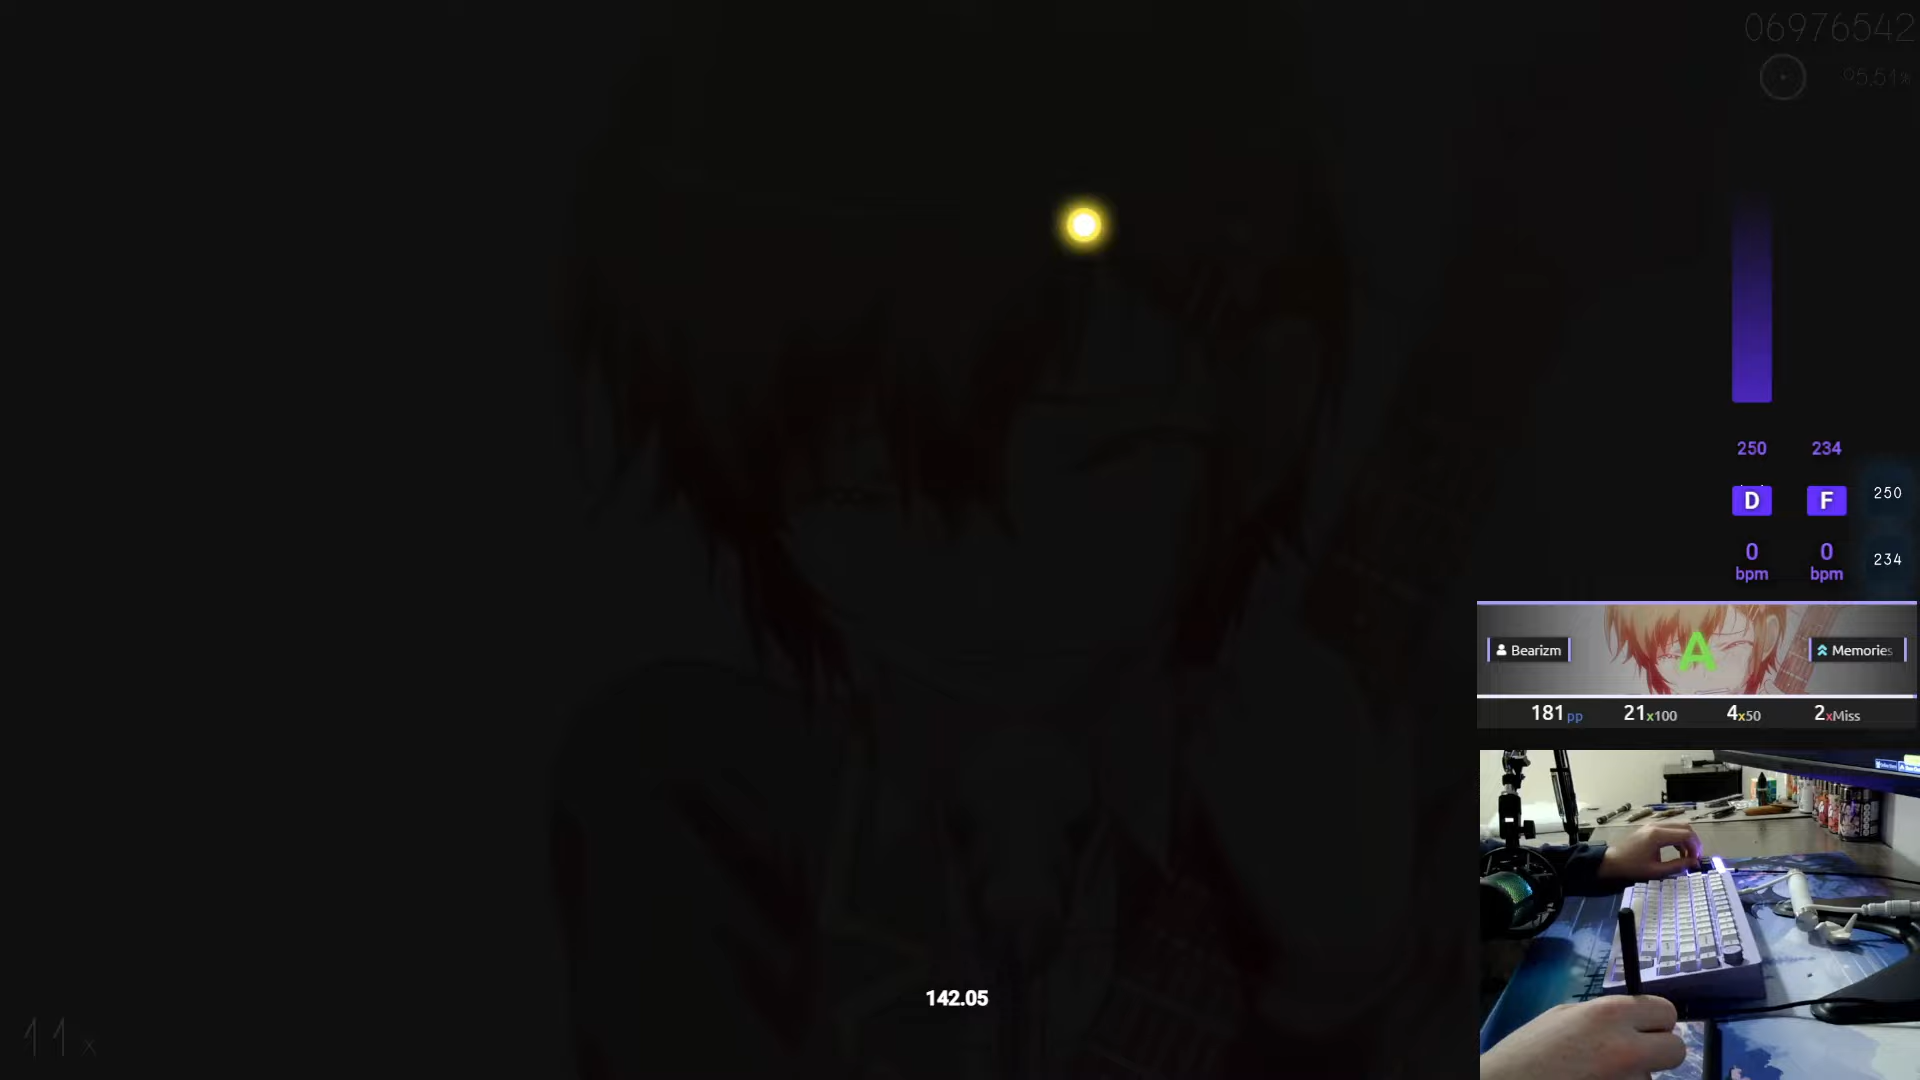 06976542
95.51%
250 234
250
D F
234
0 0
bpm bpm
Bearizm
A
Memories
181pp 21x100 4x50 2xMiss
142.05
11x